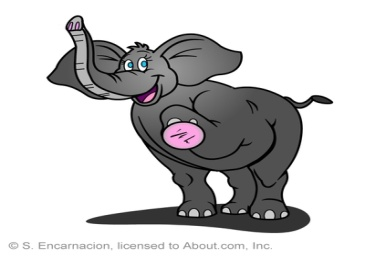 © S. Encarnacion, licensed to About.com, Inc.